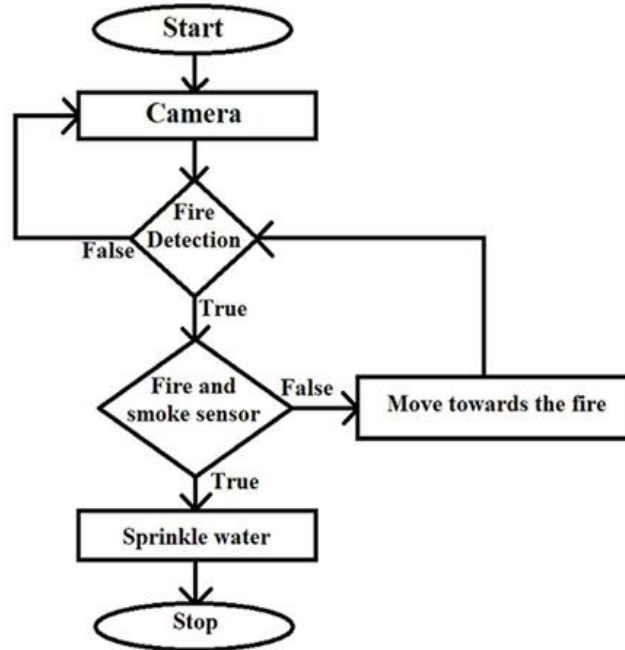 Start
Camera
Fire
Detection
False
True
Fire and
smoke sensor
False
Move towards the fire
True
Sprinkle water
Stop